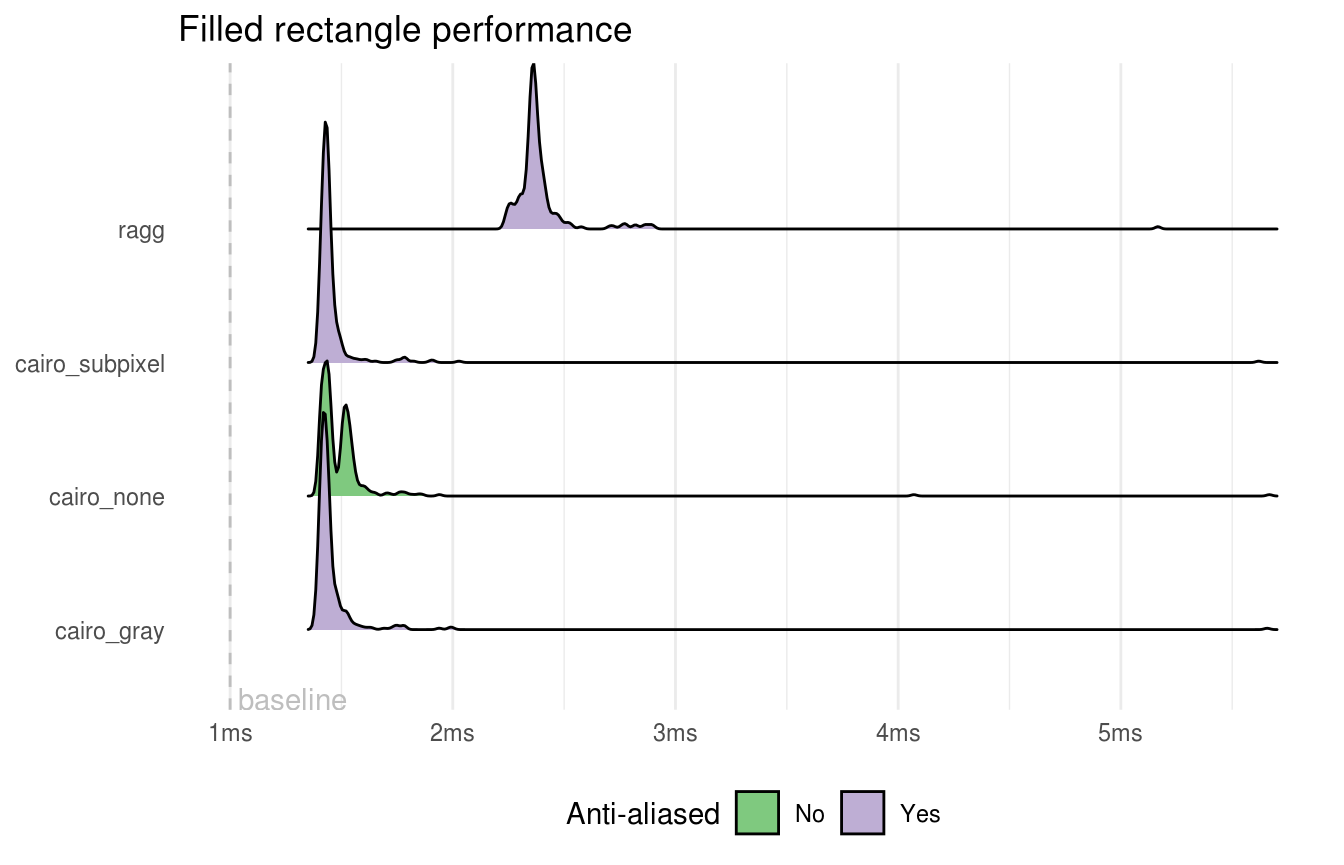 Filled rectangle performance
ragg
cairo_subpixel
cairo_none
cairo_gray
baseline
1ms 2ms 3ms 4ms 5ms
Anti-aliased No Yes